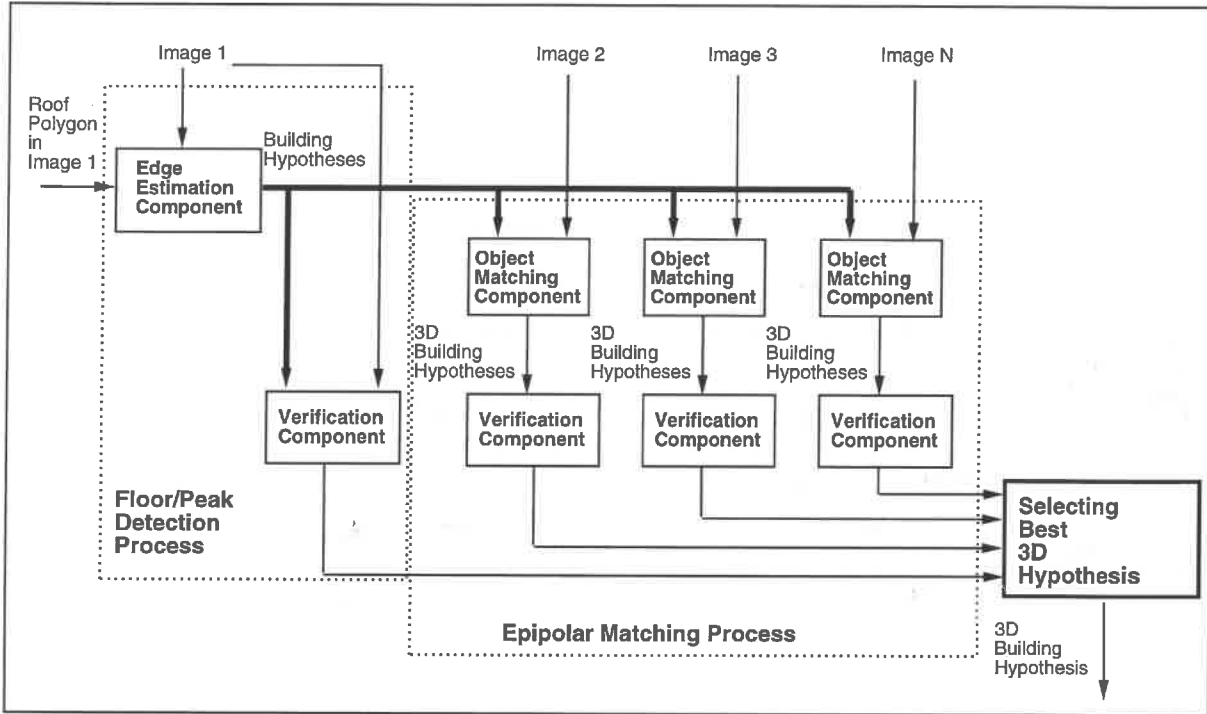 Image 1
Image 2
Image 3
Image N
Roof
Polygon
in
Image 1
Building
Hypotheses
Edge
Estimation
Component
Object
Matching
Component
Object
Matching
Component
Object
Matching
Component
3D
Building
Hypotheses
3D
Building
Hypotheses
3D
Building
Hypotheses
Verification
Component
Verification
Component
Verification
Component
Verification
Component
Floor/Peak
Detection
Process
Selecting
Best
3D
Hypothesis
Epipolar Matching Process
3D
Building
Hypothesis